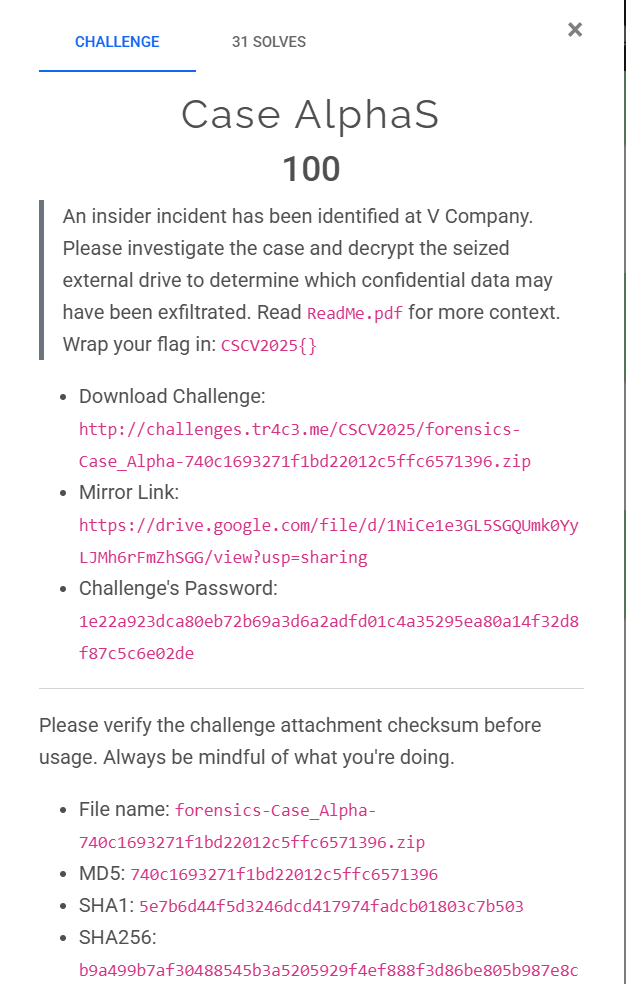 CHALLENGE
31 SOLVES
×
Case AlphaS
100
An insider incident has been identified at V Company.
Please investigate the case and decrypt the seized
external drive to determine which confidential data may
have been exfiltrated. Read ReadMe.pdf for more context.
Wrap your flag in: CSCV2025{}
• Download Challenge:
http://challenges.tr4c3.me/CSCV2025/forensics-
Case_Alpha-740c1693271f1bd22012c5ffc6571396.zip
• Mirror Link:
https://drive.google.com/file/d/1NiCe1e3GL5SGQUmk0Yy
LJMh6rFmZhSGG/view?usp=sharing
• Challenge's Password:
1e22a923dca80eb72b69a3d6a2adfd01c4a35295ea80a14f32d8
f87c5c6e02de
Please verify the challenge attachment checksum before
usage. Always be mindful of what you're doing.
• File name: forensics-Case_Alpha-
740c1693271f1bd22012c5ffc6571396.zip
• MD5: 740c1693271f1bd22012c5ffc6571396
• SHA1: 5e7b6d44f5d3246dcd417974fadcb01803c7b503
• SHA256:
b9a499b7af30488545b3a5205929f4ef888f3d86be805b987e8c